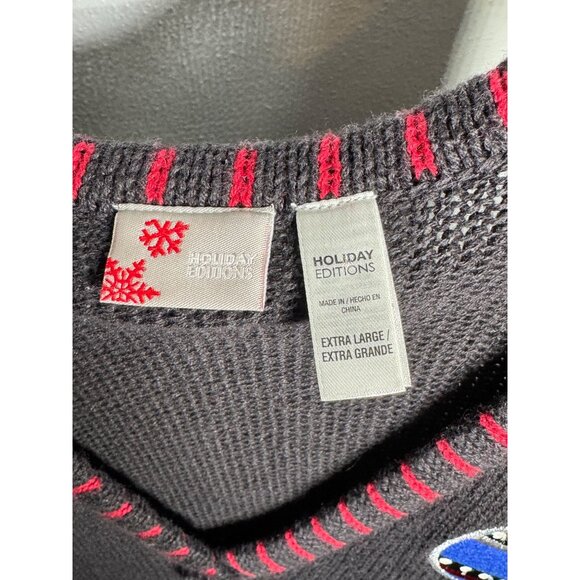 HOLIDAY
EDITIONS
HOLIDAY
EDITIONS
MADE IN / HECHO EN
CHINA
EXTRA LARGE /
EXTRA GRANDE